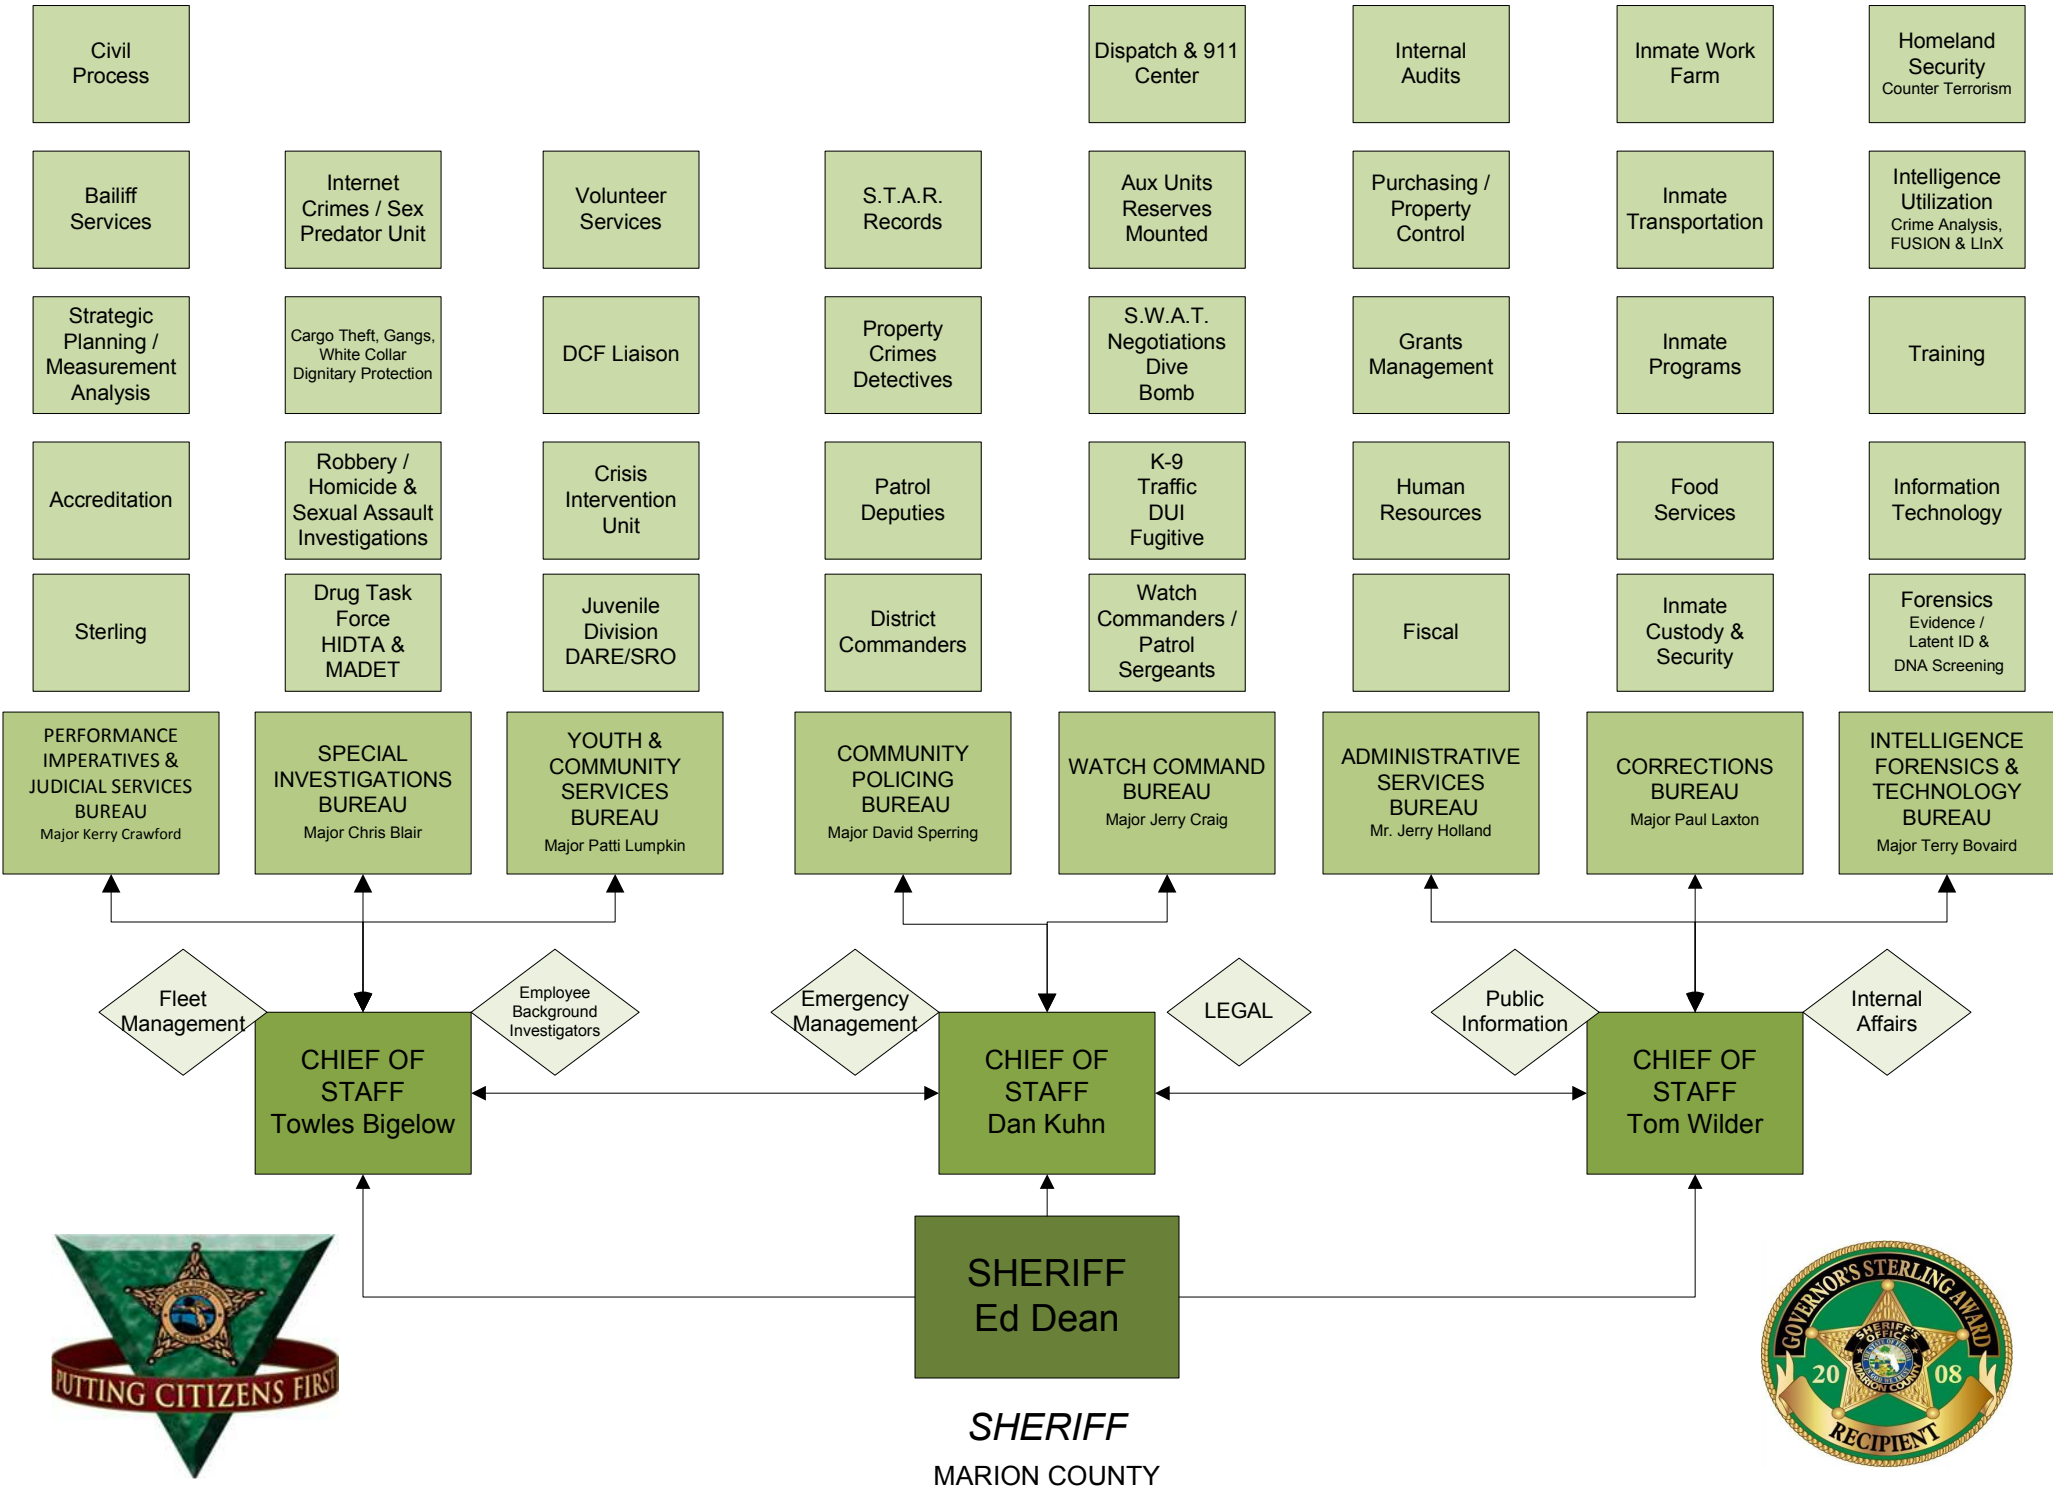 Civil
Process
Dispatch & 911
Center
Internal
Audits
Inmate Work
Farm
Homeland
Security
Counter Terrorism
Bailiff
Services
Internet
Crimes / Sex
Predator Unit
Volunteer
Services
S.T.A.R.
Records
Aux Units
Reserves
Mounted
Purchasing /
Property
Control
Inmate
Transportation
Intelligence
Utilization
Crime Analysis,
FUSION & LInX
Strategic
Planning /
Measurement
Analysis
Cargo Theft, Gangs,
White Collar
Dignitary Protection
DCF Liaison
Property
Crimes
Detectives
S.W.A.T.
Negotiations
Dive
Bomb
Grants
Management
Inmate
Programs
Training
Accreditation
Robbery /
Homicide &
Sexual Assault
Investigations
Crisis
Intervention
Unit
Patrol
Deputies
K-9
Traffic
DUI
Fugitive
Human
Resources
Food
Services
Information
Technology
Sterling
Drug Task
Force
HIDTA &
MADET
Juvenile
Division
DARE/SRO
District
Commanders
Watch
Commanders /
Patrol
Sergeants
Fiscal
Inmate
Custody &
Security
Forensics
Evidence /
Latent ID &
DNA Screening
PERFORMANCE
IMPERATIVES &
JUDICIAL SERVICES
BUREAU
Major Kerry Crawford
SPECIAL
INVESTIGATIONS
BUREAU
Major Chris Blair
YOUTH &
COMMUNITY
SERVICES
BUREAU
Major Patti Lumpkin
COMMUNITY
POLICING
BUREAU
Major David Sperring
WATCH COMMAND
BUREAU
Major Jerry Craig
ADMINISTRATIVE
SERVICES
BUREAU
Mr. Jerry Holland
CORRECTIONS
BUREAU
Major Paul Laxton
INTELLIGENCE
FORENSICS &
TECHNOLOGY
BUREAU
Major Terry Bovaird
Fleet
Management
Employee
Background
Investigators
Emergency
Management
LEGAL
Public
Information
Internal
Affairs
CHIEF OF
STAFF
Towles Bigelow
CHIEF OF
STAFF
Dan Kuhn
CHIEF OF
STAFF
Tom Wilder
SHERIFF
Ed Dean
COUNTY
PUTTING CITIZENS FIRST
GOVERNOR'S STERLING AWARD
SHERIFF'S
OFFICE
MARION COUNTY
20 08
RECIPIENT
SHERIFF
MARION COUNTY